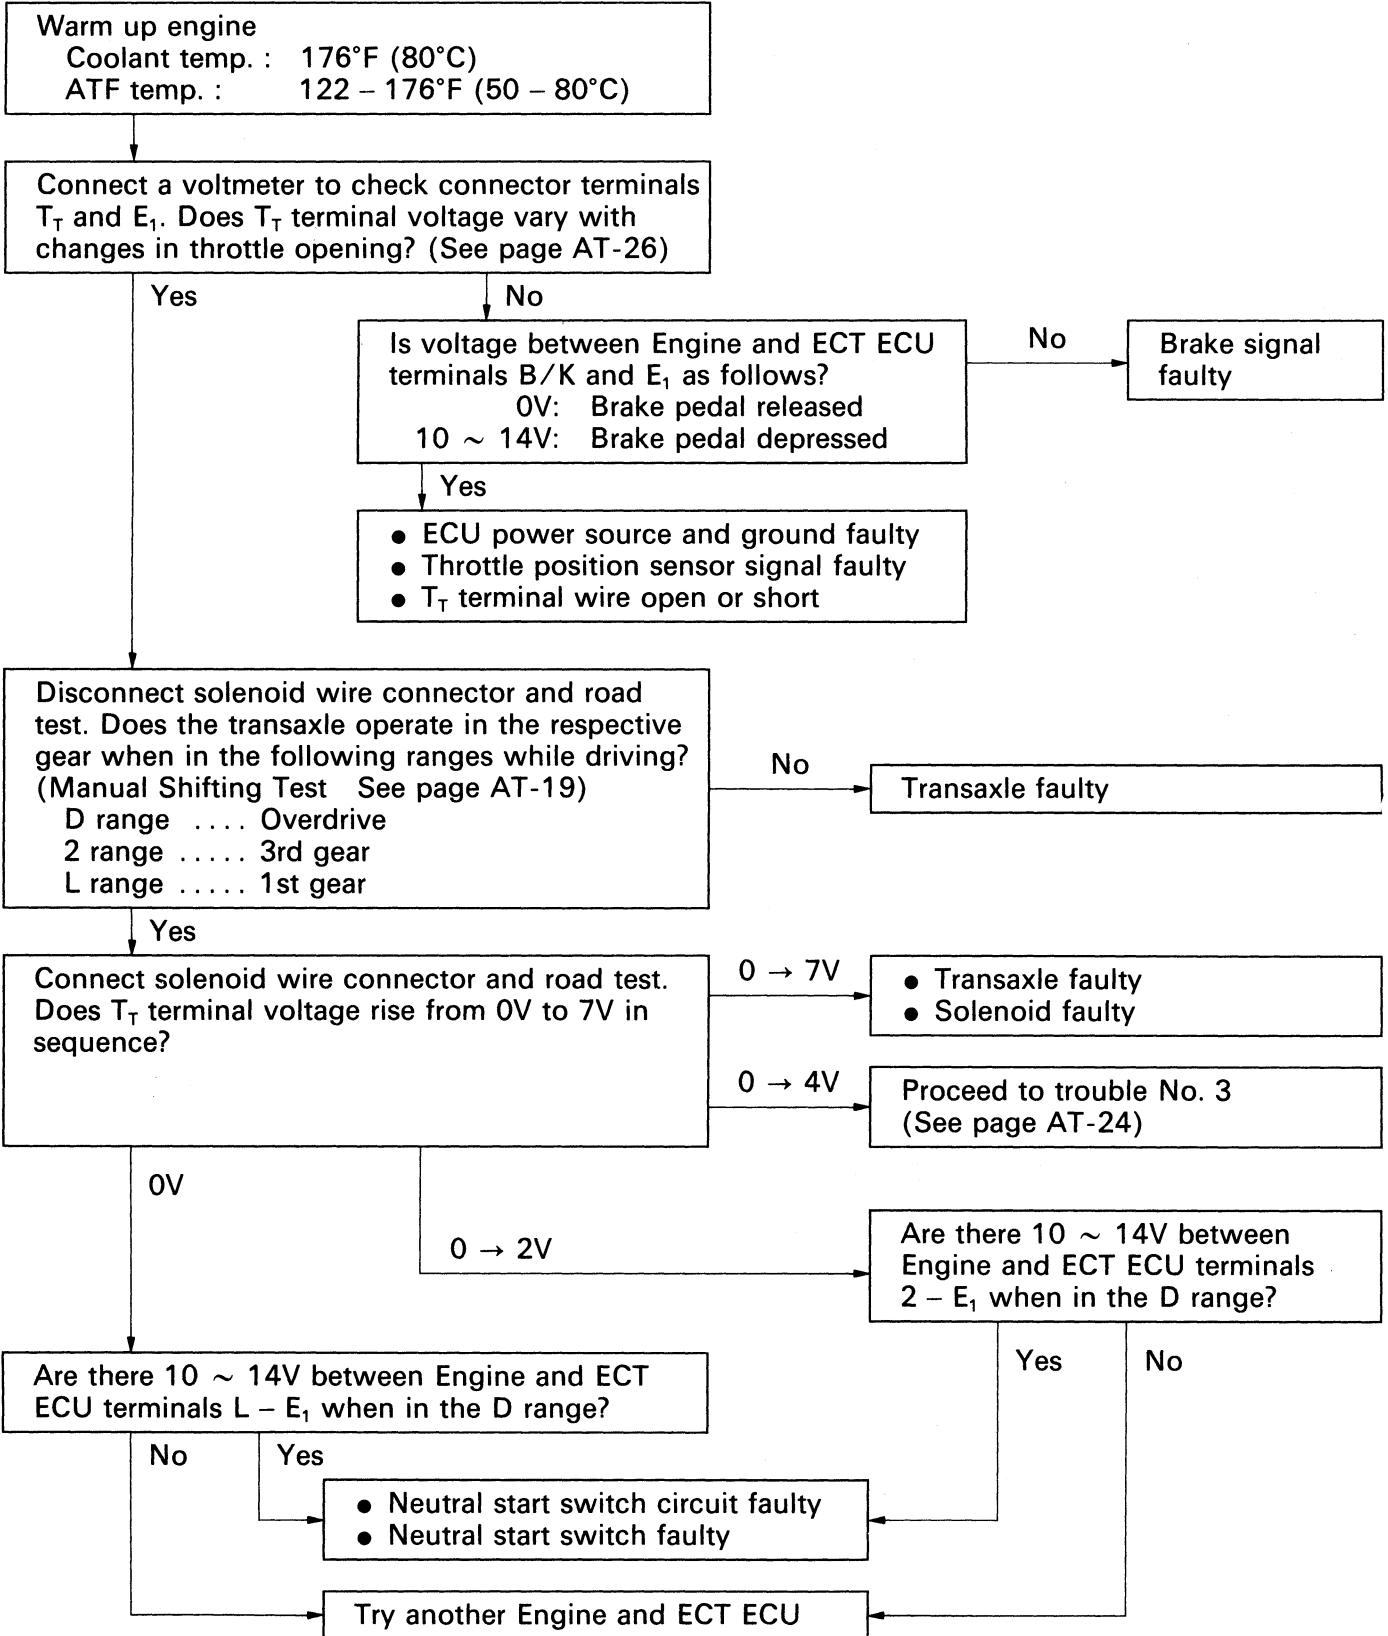 Warm up engine
Coolant temp. : 176°F (80°C)
ATF temp. : 122 – 176°F (50 – 80°C)
Connect a voltmeter to check connector terminals
T_T and E₁. Does T_T terminal voltage vary with
changes in throttle opening? (See page AT-26)
Yes
No
Is voltage between Engine and ECT ECU
terminals B/K and E₁ as follows?
0V: Brake pedal released
10 ~ 14V: Brake pedal depressed
No
Brake signal
faulty
Yes
● ECU power source and ground faulty
● Throttle position sensor signal faulty
● T_T terminal wire open or short
Disconnect solenoid wire connector and road
test. Does the transaxle operate in the respective
gear when in the following ranges while driving?
(Manual Shifting Test See page AT-19)
D range .... Overdrive
2 range ..... 3rd gear
L range ..... 1st gear
No
Transaxle faulty
Yes
Connect solenoid wire connector and road test.
Does T_T terminal voltage rise from 0V to 7V in
sequence?
0 → 7V
● Transaxle faulty
● Solenoid faulty
0 → 4V
Proceed to trouble No. 3
(See page AT-24)
0V
0 → 2V
Are there 10 ~ 14V between
Engine and ECT ECU terminals
2 – E₁ when in the D range?
Yes
No
Are there 10 ~ 14V between Engine and ECT
ECU terminals L – E₁ when in the D range?
No
Yes
● Neutral start switch circuit faulty
● Neutral start switch faulty
Try another Engine and ECT ECU